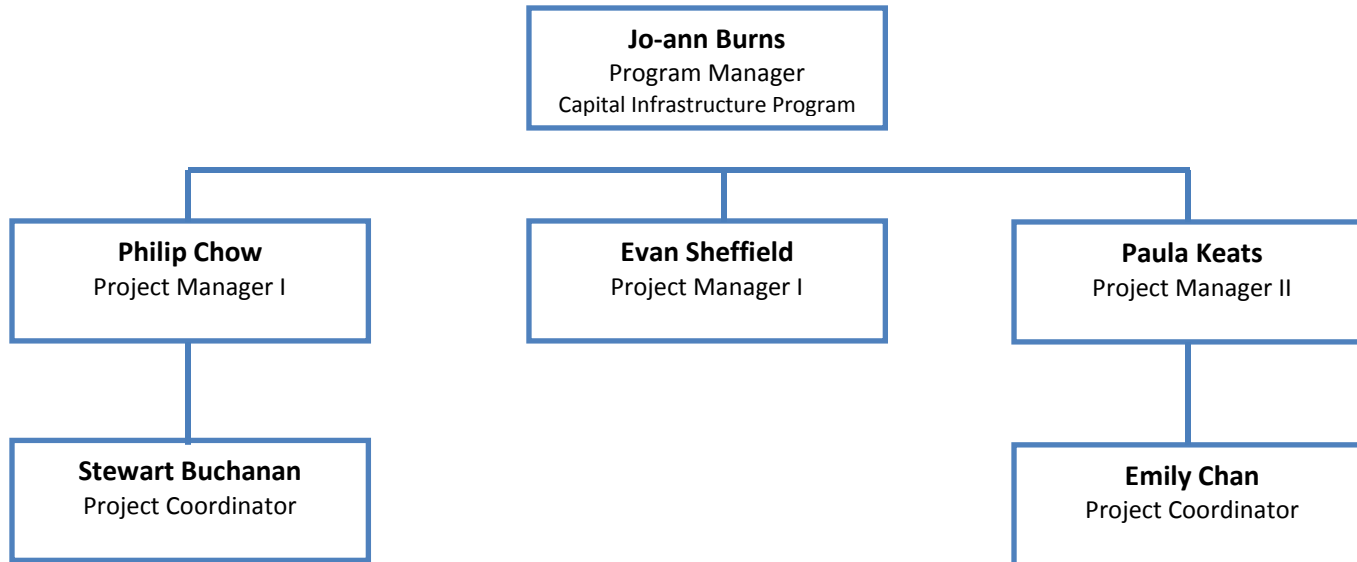 Jo-ann Burns
Program Manager
Capital Infrastructure Program
Philip Chow
Project Manager I
Evan Sheffield
Project Manager I
Paula Keats
Project Manager II
Stewart Buchanan
Project Coordinator
Emily Chan
Project Coordinator